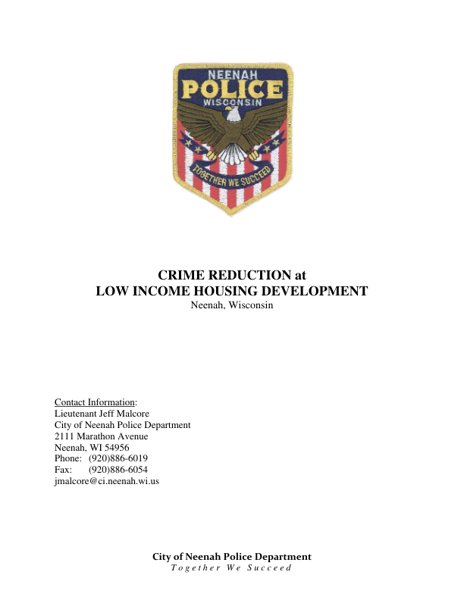 NEENAH
POLICE
WISCONSIN
TOGETHER WE SUCCEED
CRIME REDUCTION at
LOW INCOME HOUSING DEVELOPMENT
Neenah, Wisconsin
Contact Information:
Lieutenant Jeff Malcore
City of Neenah Police Department
2111 Marathon Avenue
Neenah, WI 54956
Phone: (920)886-6019
Fax: (920)886-6054
jmalcore@ci.neenah.wi.us
City of Neenah Police Department
Together We Succeed